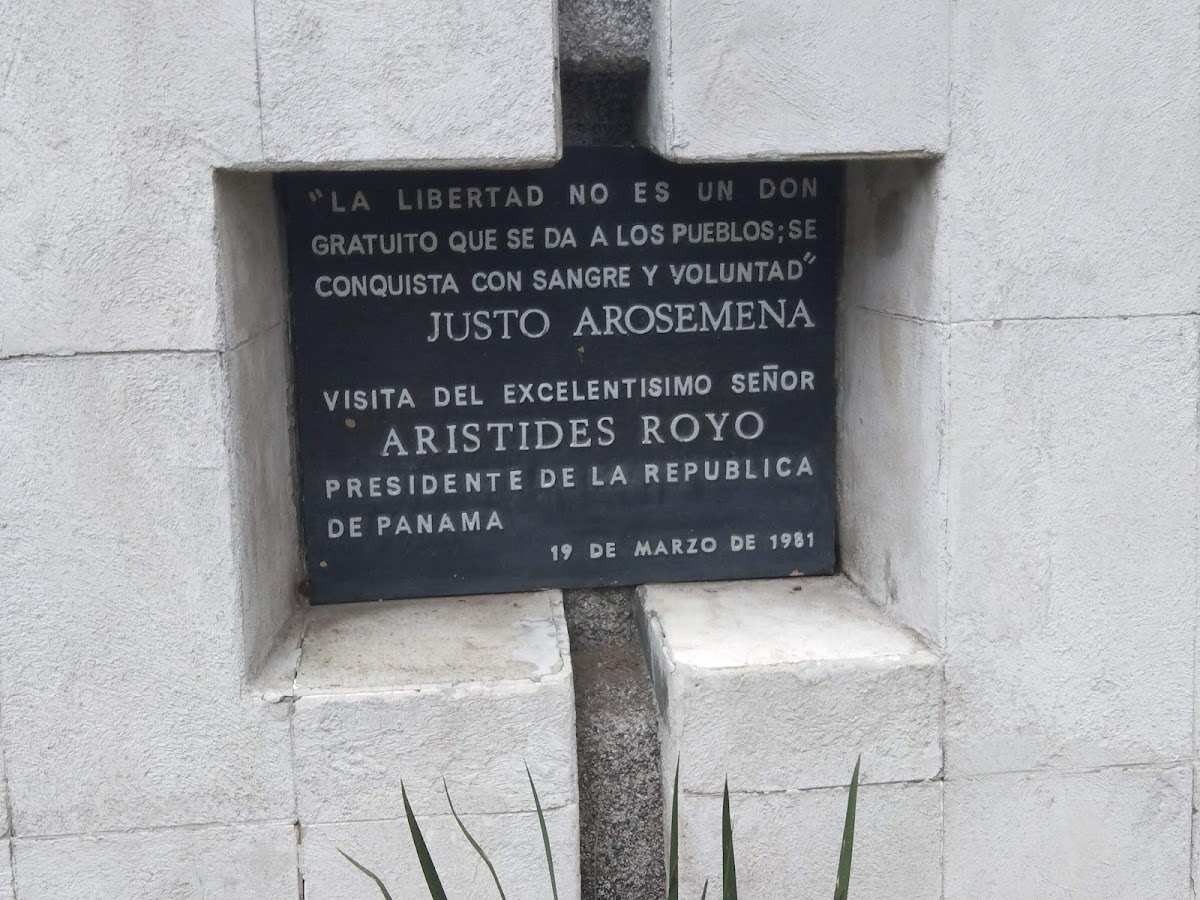 "LA LIBERTAD NO ES UN DON
GRATUITO QUE SE DA A LOS PUEBLOS; SE
CONQUISTA CON SANGRE Y VOLUNTAD"
JUSTO AROSEMENA
VISITA DEL EXCELENTISIMO SEÑOR
ARISTIDES ROYO
PRESIDENTE DE LA REPUBLICA
DE PANAMA
19 DE MARZO DE 1981